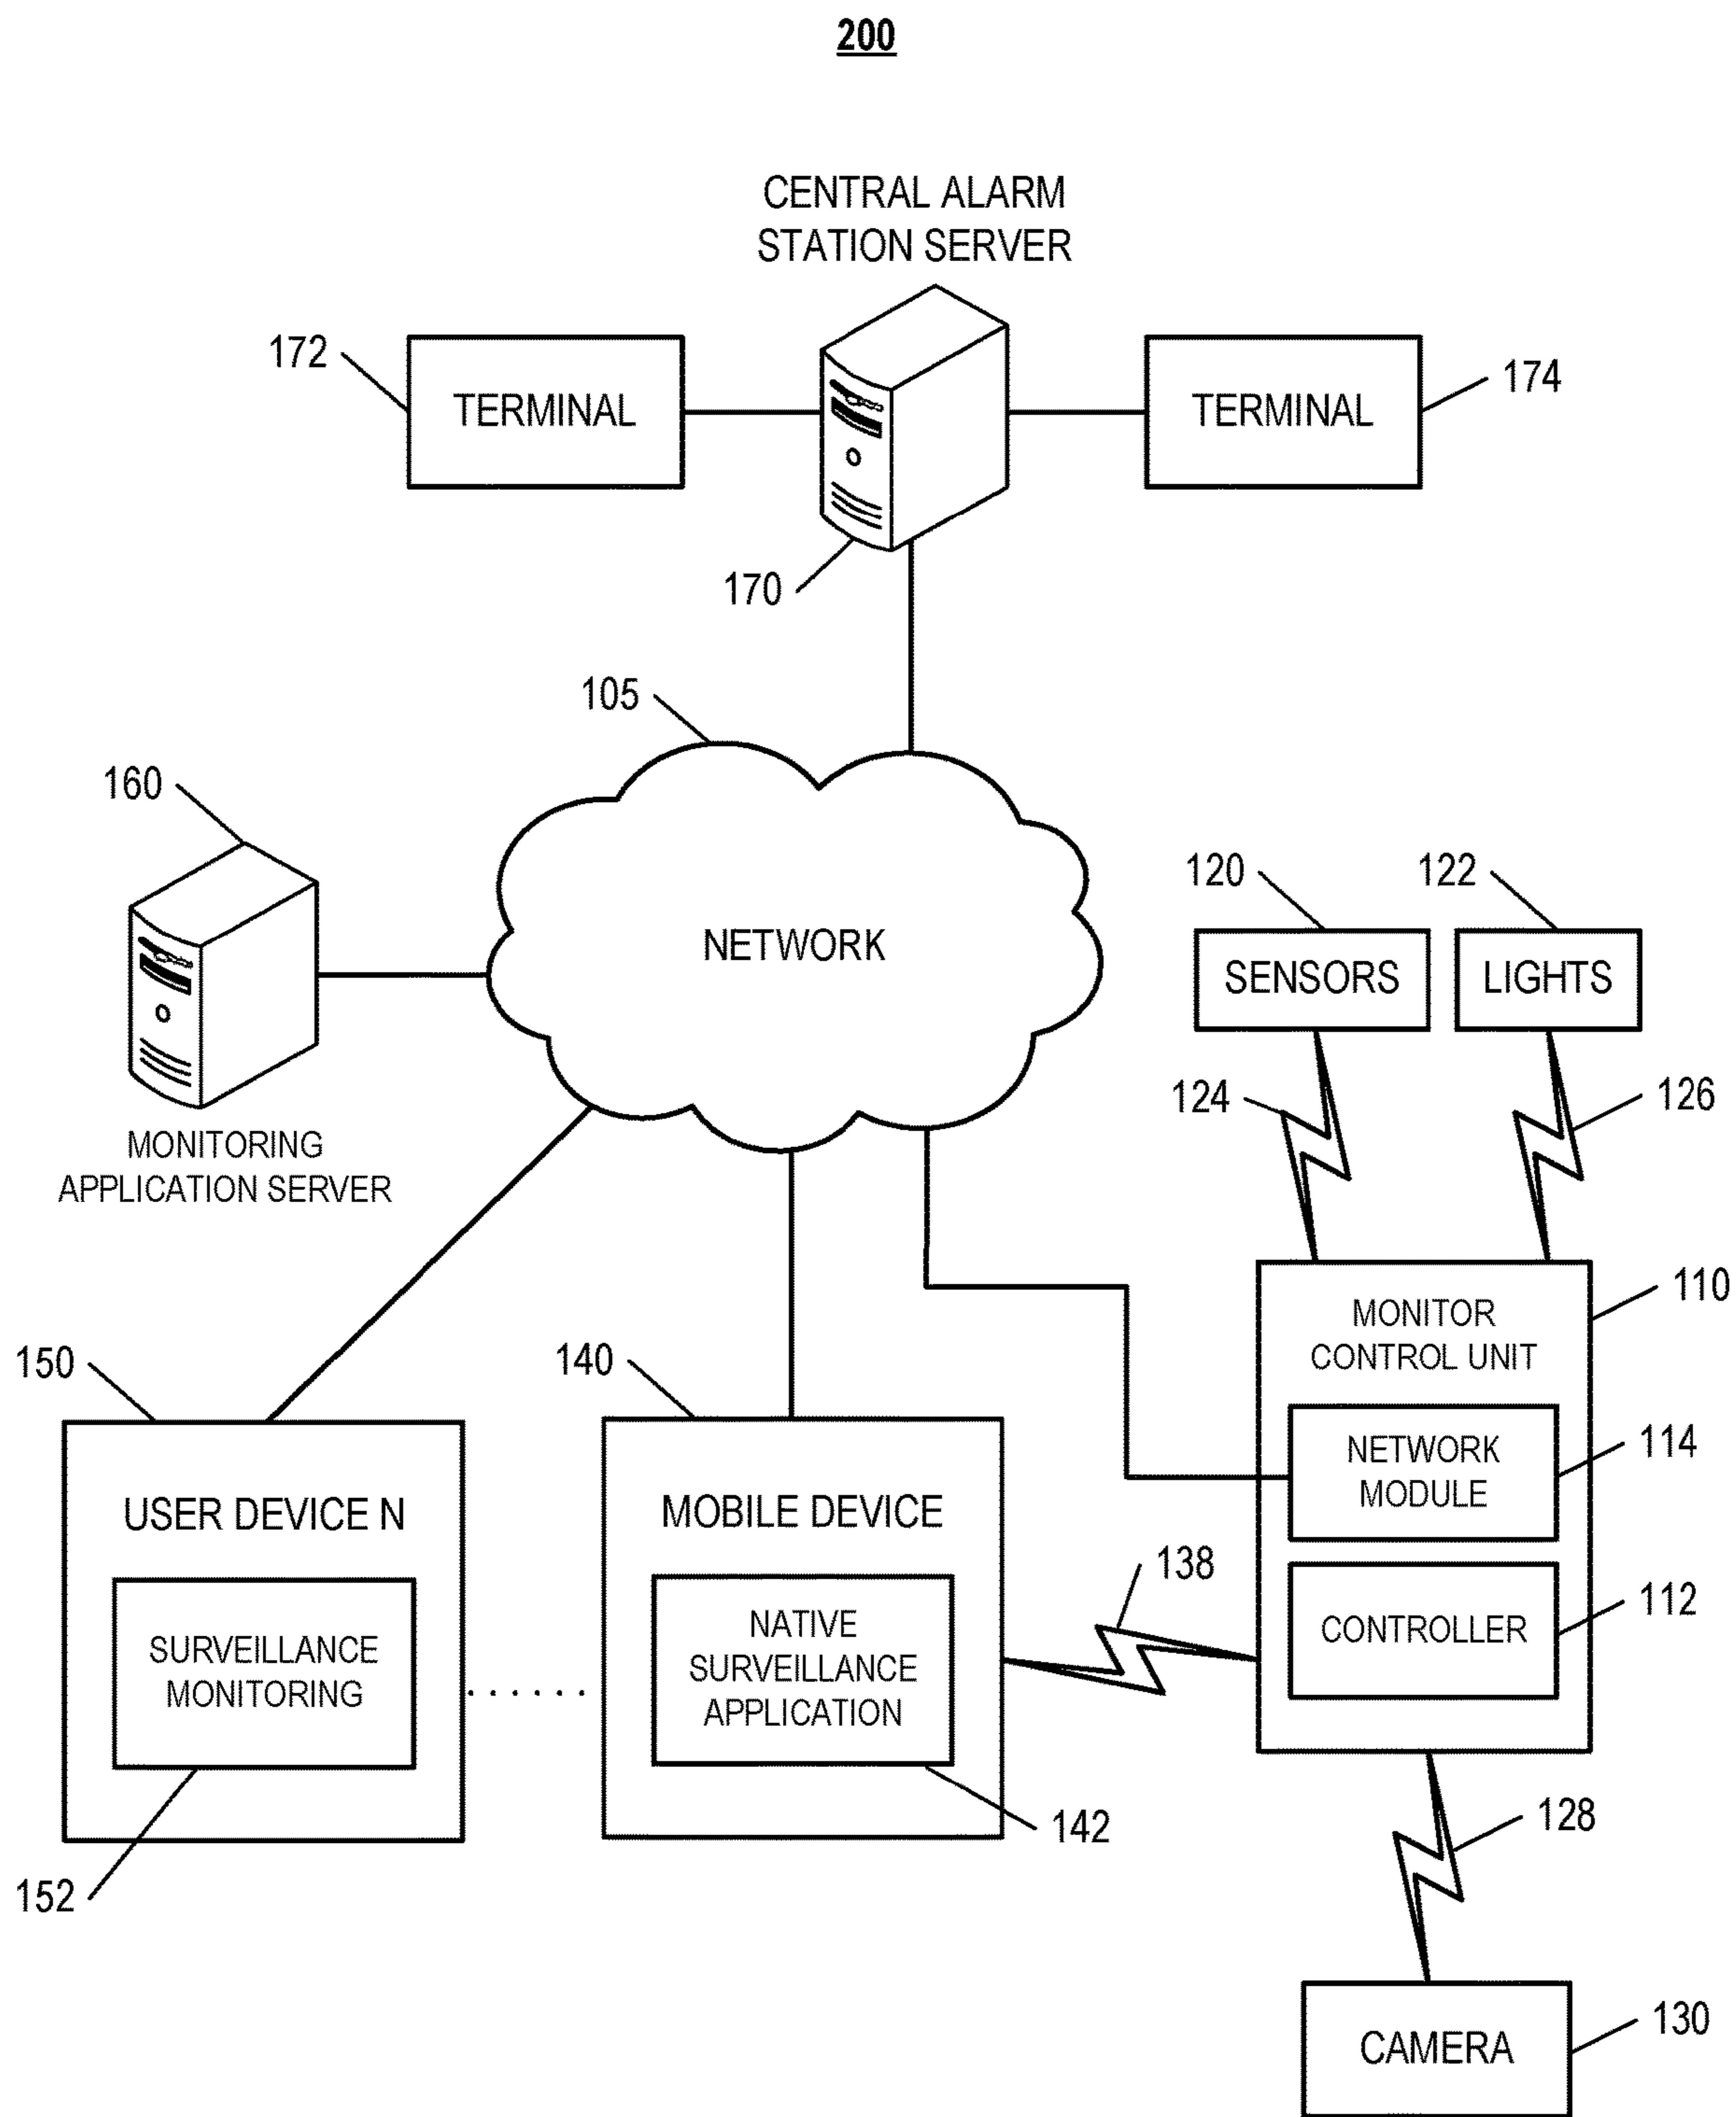 200
CENTRAL ALARM
STATION SERVER
172
TERMINAL
TERMINAL
174
170
105
160
NETWORK
120
122
SENSORS
LIGHTS
124
126
MONITORING
APPLICATION SERVER
110
MONITOR
CONTROL UNIT
150
140
NETWORK
MODULE
114
USER DEVICE N
MOBILE DEVICE
138
112
CONTROLLER
SURVEILLANCE
MONITORING
......
NATIVE
SURVEILLANCE
APPLICATION
152
142
128
CAMERA
130